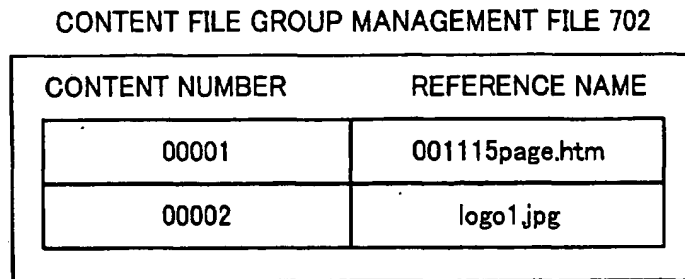 CONTENT FILE GROUP MANAGEMENT FILE 702
CONTENT NUMBER REFERENCE NAME
00001 001115page.htm
00002 logo1.jpg